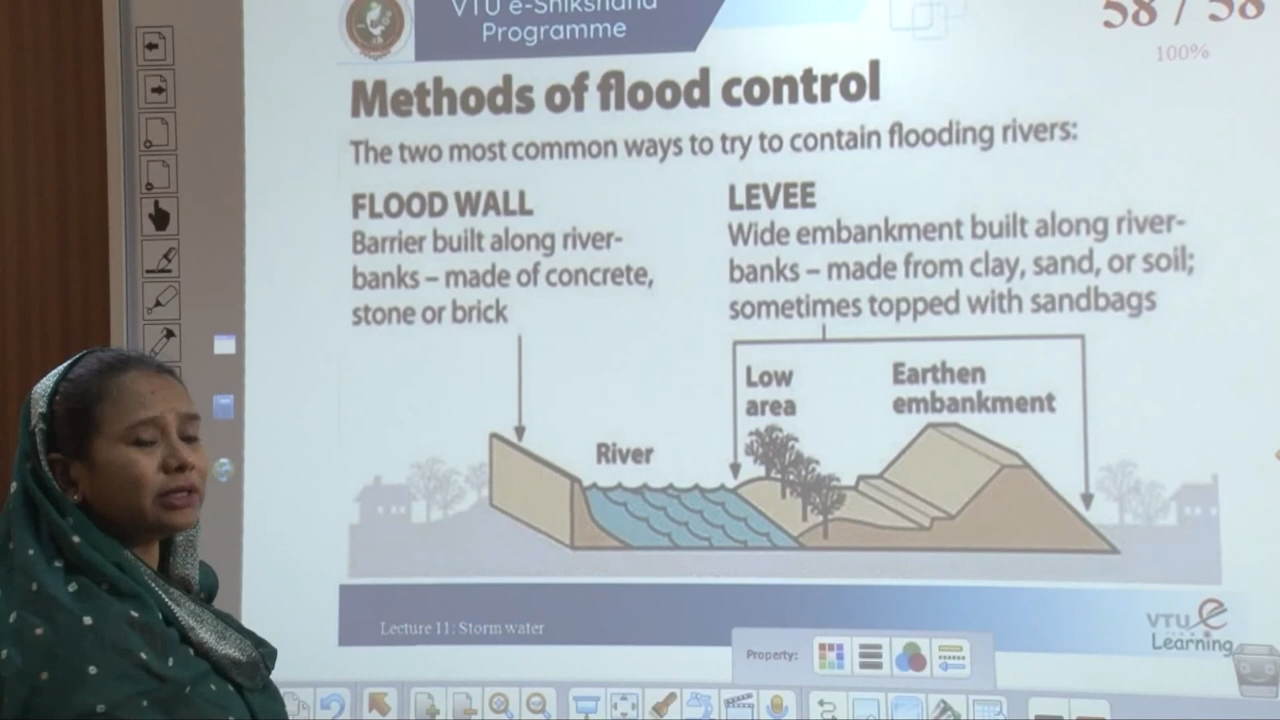 VTU e-Shikshana
Programme
58 / 58
100%
Methods of flood control
The two most common ways to try to contain flooding rivers:
FLOOD WALL
Barrier built along river-
banks – made of concrete,
stone or brick
LEVEE
Wide embankment built along river-
banks – made from clay, sand, or soil;
sometimes topped with sandbags
Low
area
Earthen
embankment
River
Lecture 11: Storm water
VTU e
Learning
Property: